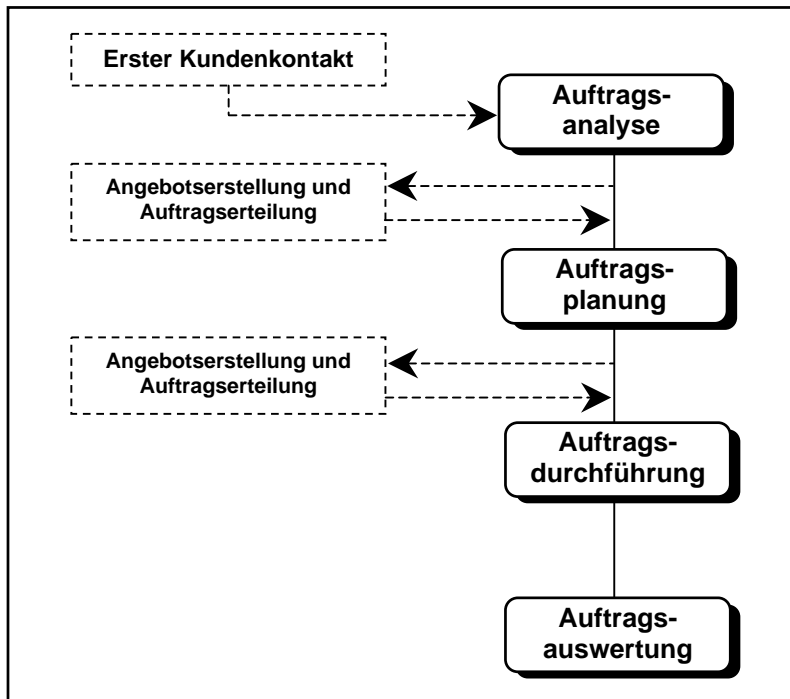 Erster Kundenkontakt
Auftrags-
analyse
Angebotserstellung und
Auftragserteilung
Auftrags-
planung
Angebotserstellung und
Auftragserteilung
Auftrags-
durchführung
Auftrags-
auswertung